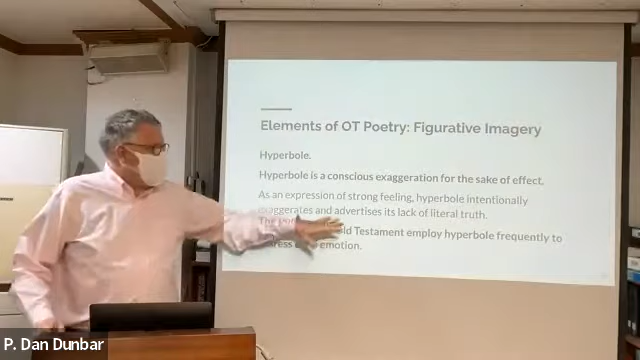 Elements of OT Poetry: Figurative Imagery
Hyperbole.
Hyperbole is a conscious exaggeration for the sake of effect.
As an expression of strong feeling, hyperbole intentionally
exaggerates and advertises its lack of literal truth.
The Testament employ hyperbole frequently to
emotion.
P. Dan Dunbar